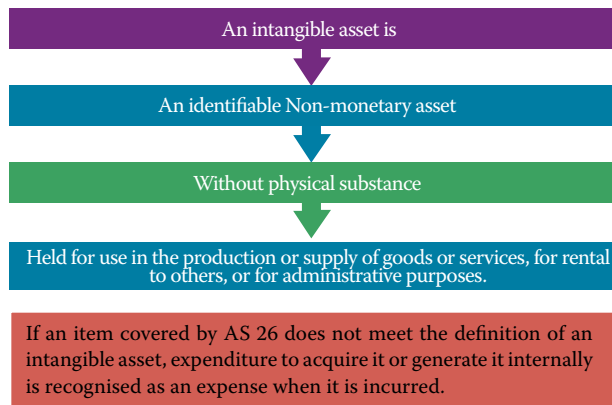 An intangible asset is
An identifiable Non-monetary asset
Without physical substance
Held for use in the production or supply of goods or services, for rental
to others, or for administrative purposes.
If an item covered by AS 26 does not meet the definition of an
intangible asset, expenditure to acquire it or generate it internally
is recognised as an expense when it is incurred.